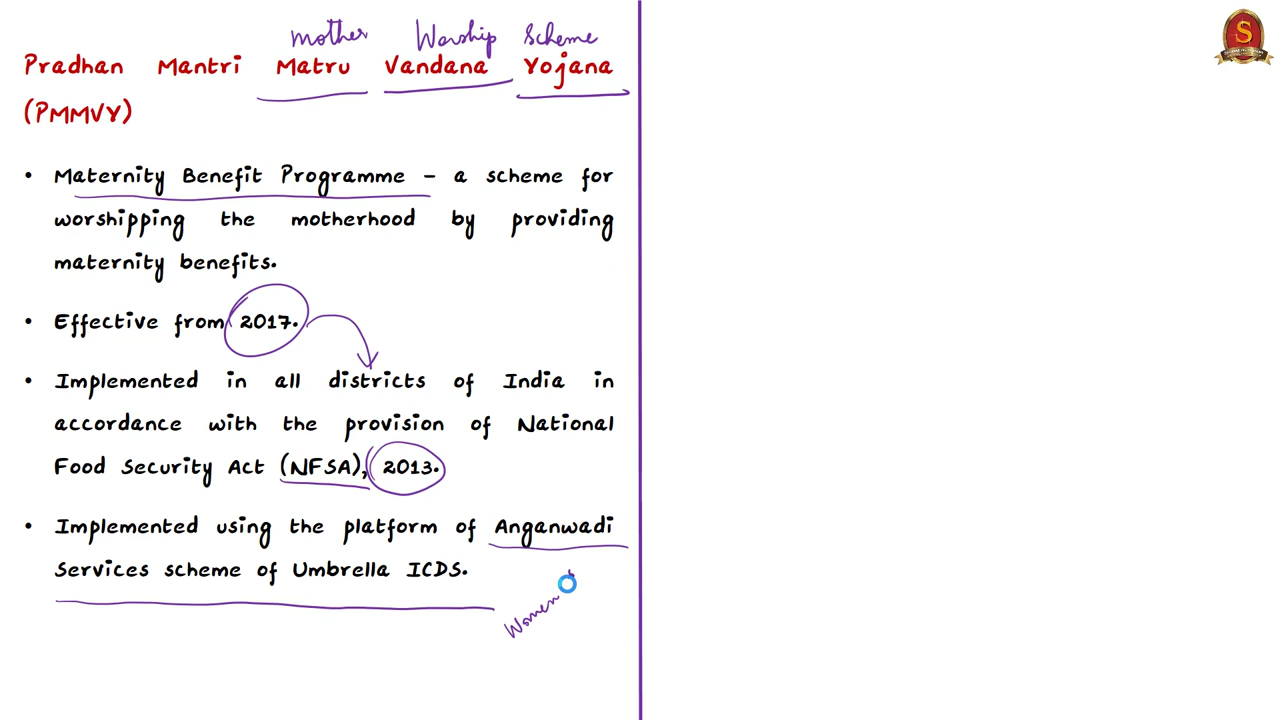 mother Worship Scheme
Pradhan Mantri Matru Vandana Yojana
(PMMVY)
• Maternity Benefit Programme – a scheme for
worshipping the motherhood by providing
maternity benefits.
• Effective from 2017.
• Implemented in all districts of India in
accordance with the provision of National
Food Security Act (NFSA), 2013.
• Implemented using the platform of Anganwadi
Services scheme of Umbrella ICDS.
Women
S